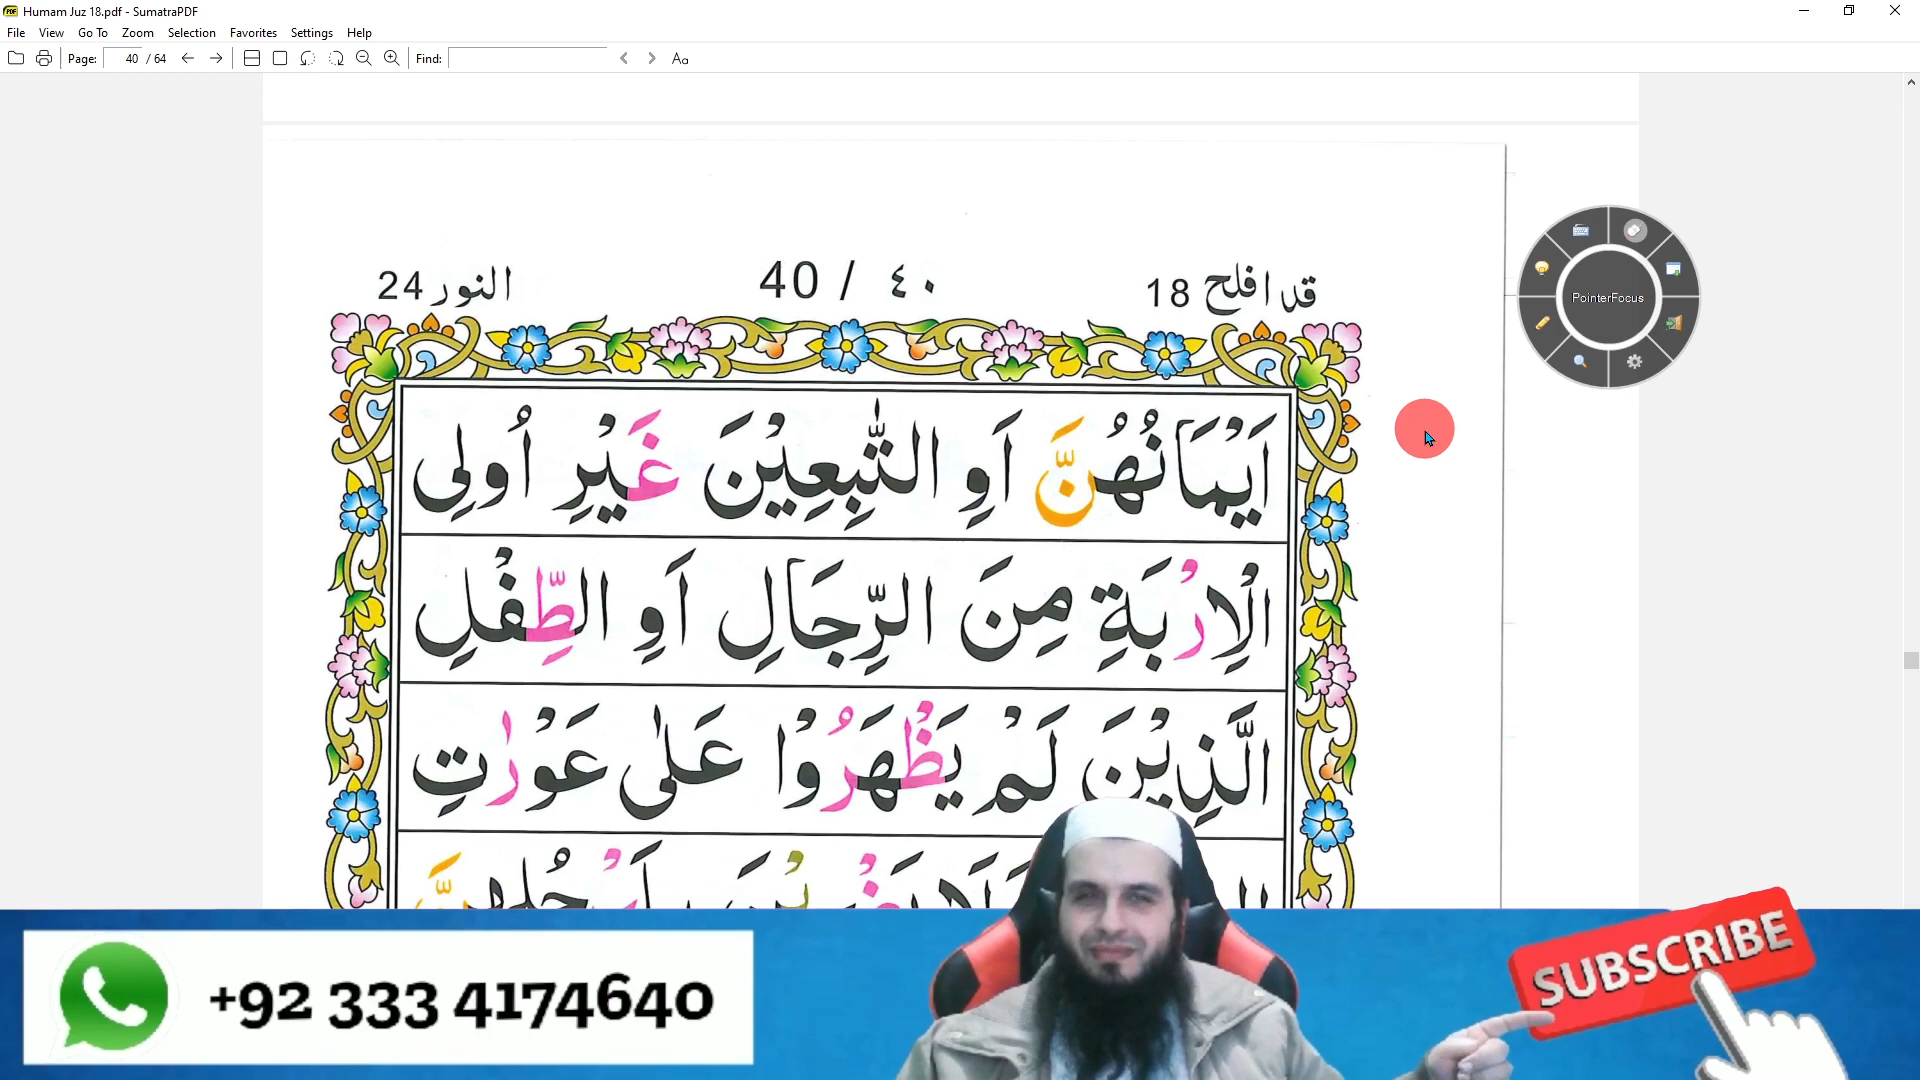 Humam Juz 18.pdf - SumatraPDF
File View Go To Zoom Selection Favorites Settings Help
Page: 40 / 64 Find: Aa
قد افلح 18
40 / ٤٠
النور 24
PointerFocus
اَيْمَانُهُنَّ اَوِ التّٰبِعِيْنَ غَيْرِ اُولِى
الْاِرْبَةِ مِنَ الرِّجَالِ اَوِ الطِّفْلِ
الَّذِيْنَ لَمْ يَظْهَرُوْا عَلٰى عَوْرٰتِ
+92 333 4174640
SUBSCRIBE